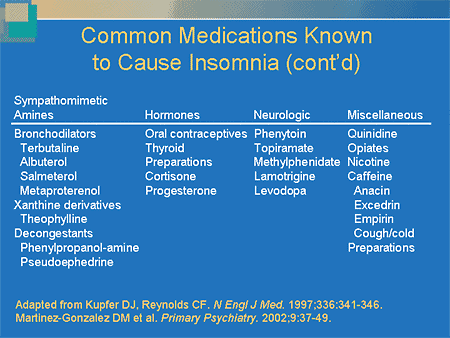 Common Medications Known
to Cause Insomnia (cont'd)
Sympathomimetic
Amines Hormones Neurologic Miscellaneous
Bronchodilators Oral contraceptives Phenytoin Quinidine
Terbutaline Thyroid Topiramate Opiates
Albuterol Preparations Methylphenidate Nicotine
Salmeterol Cortisone Lamotrigine Caffeine
Metaproterenol Progesterone Levodopa Anacin
Xanthine derivatives Excedrin
Theophylline Empirin
Decongestants Cough/cold
Phenylpropanol-amine Preparations
Pseudoephedrine
Adapted from Kupfer DJ, Reynolds CF. N Engl J Med. 1997;336:341-346.
Martinez-Gonzalez DM et al. Primary Psychiatry. 2002;9:37-49.